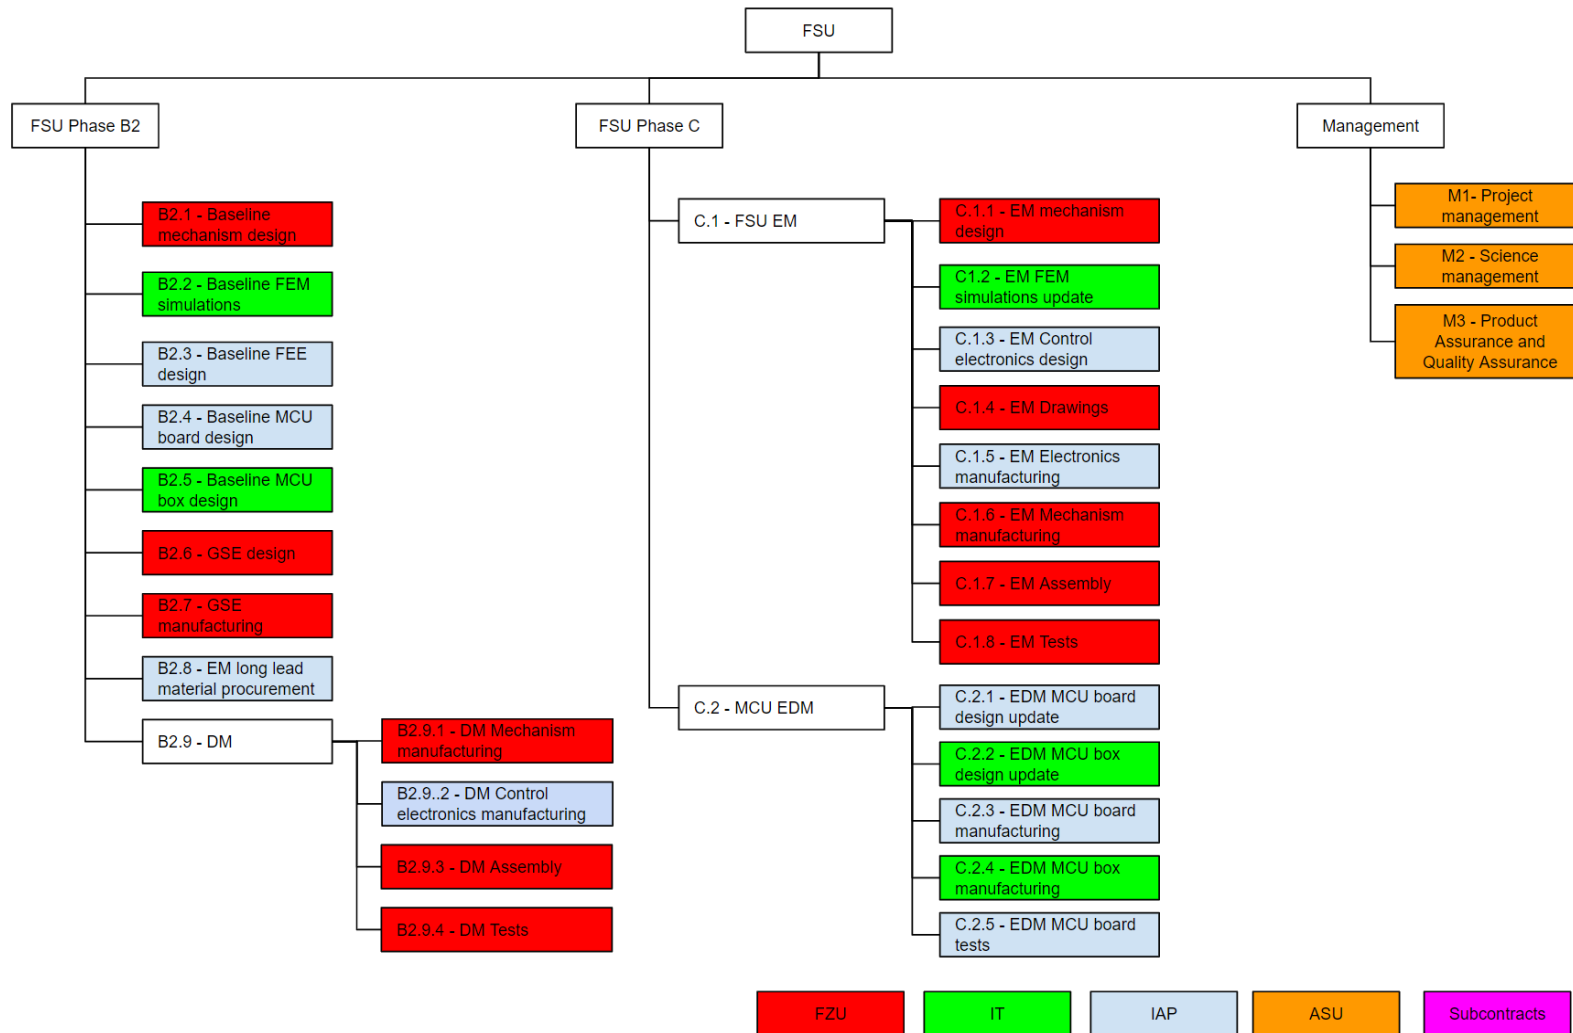 FSU
FSU Phase B2
FSU Phase C
Management
B2.1 - Baseline
mechanism design
B2.2 - Baseline FEM
simulations
B2.3 - Baseline FEE
design
B2.4 - Baseline MCU
board design
B2.5 - Baseline MCU
box design
B2.6 - GSE design
B2.7 - GSE
manufacturing
B2.8 - EM long lead
material procurement
B2.9 - DM
B2.9.1 - DM Mechanism
manufacturing
B2.9..2 - DM Control
electronics manufacturing
B2.9.3 - DM Assembly
B2.9.4 - DM Tests
C.1 - FSU EM
C.1.1 - EM mechanism
design
C1.2 - EM FEM
simulations update
C.1.3 - EM Control
electronics design
C.1.4 - EM Drawings
C.1.5 - EM Electronics
manufacturing
C.1.6 - EM Mechanism
manufacturing
C.1.7 - EM Assembly
C.1.8 - EM Tests
C.2 - MCU EDM
C.2.1 - EDM MCU board
design update
C.2.2 - EDM MCU box
design update
C.2.3 - EDM MCU board
manufacturing
C.2.4 - EDM MCU box
manufacturing
C.2.5 - EDM MCU board
tests
M1- Project
management
M2 - Science
management
M3 - Product
Assurance and
Quality Assurance
FZU
IT
IAP
ASU
Subcontracts